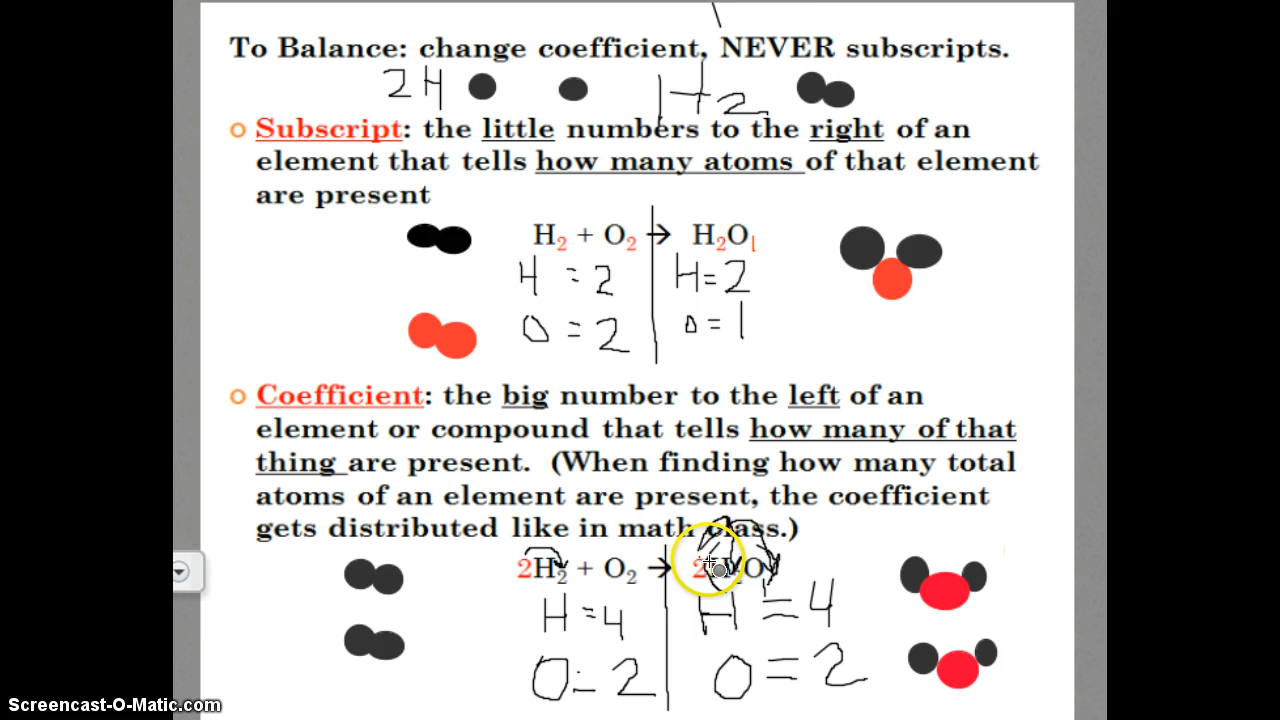 To Balance: change coefficient, NEVER subscripts.
2H H2
Subscript: the little numbers to the right of an
element that tells how many atoms of that element
are present
H₂ + O₂ → H₂O
H = 2 H = 2
O = 2 O = 1
Coefficient: the big number to the left of an
element or compound that tells how many of that
thing are present. (When finding how many total
atoms of an element are present, the coefficient
gets distributed like in math class.)
2H₂ + O₂ → 2H₂O
H = 4 H = 4
O = 2 O = 2
Screencast-O-Matic.com